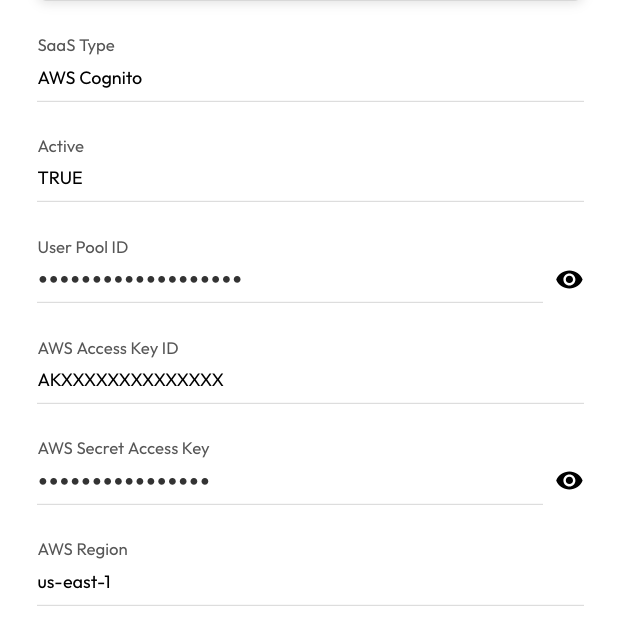 SaaS Type
AWS Cognito
Active
TRUE
User Pool ID
●●●●●●●●●●●●●●●●●●●
AWS Access Key ID
AKXXXXXXXXXXXXXX
AWS Secret Access Key
●●●●●●●●●●●●●●●●
AWS Region
us-east-1